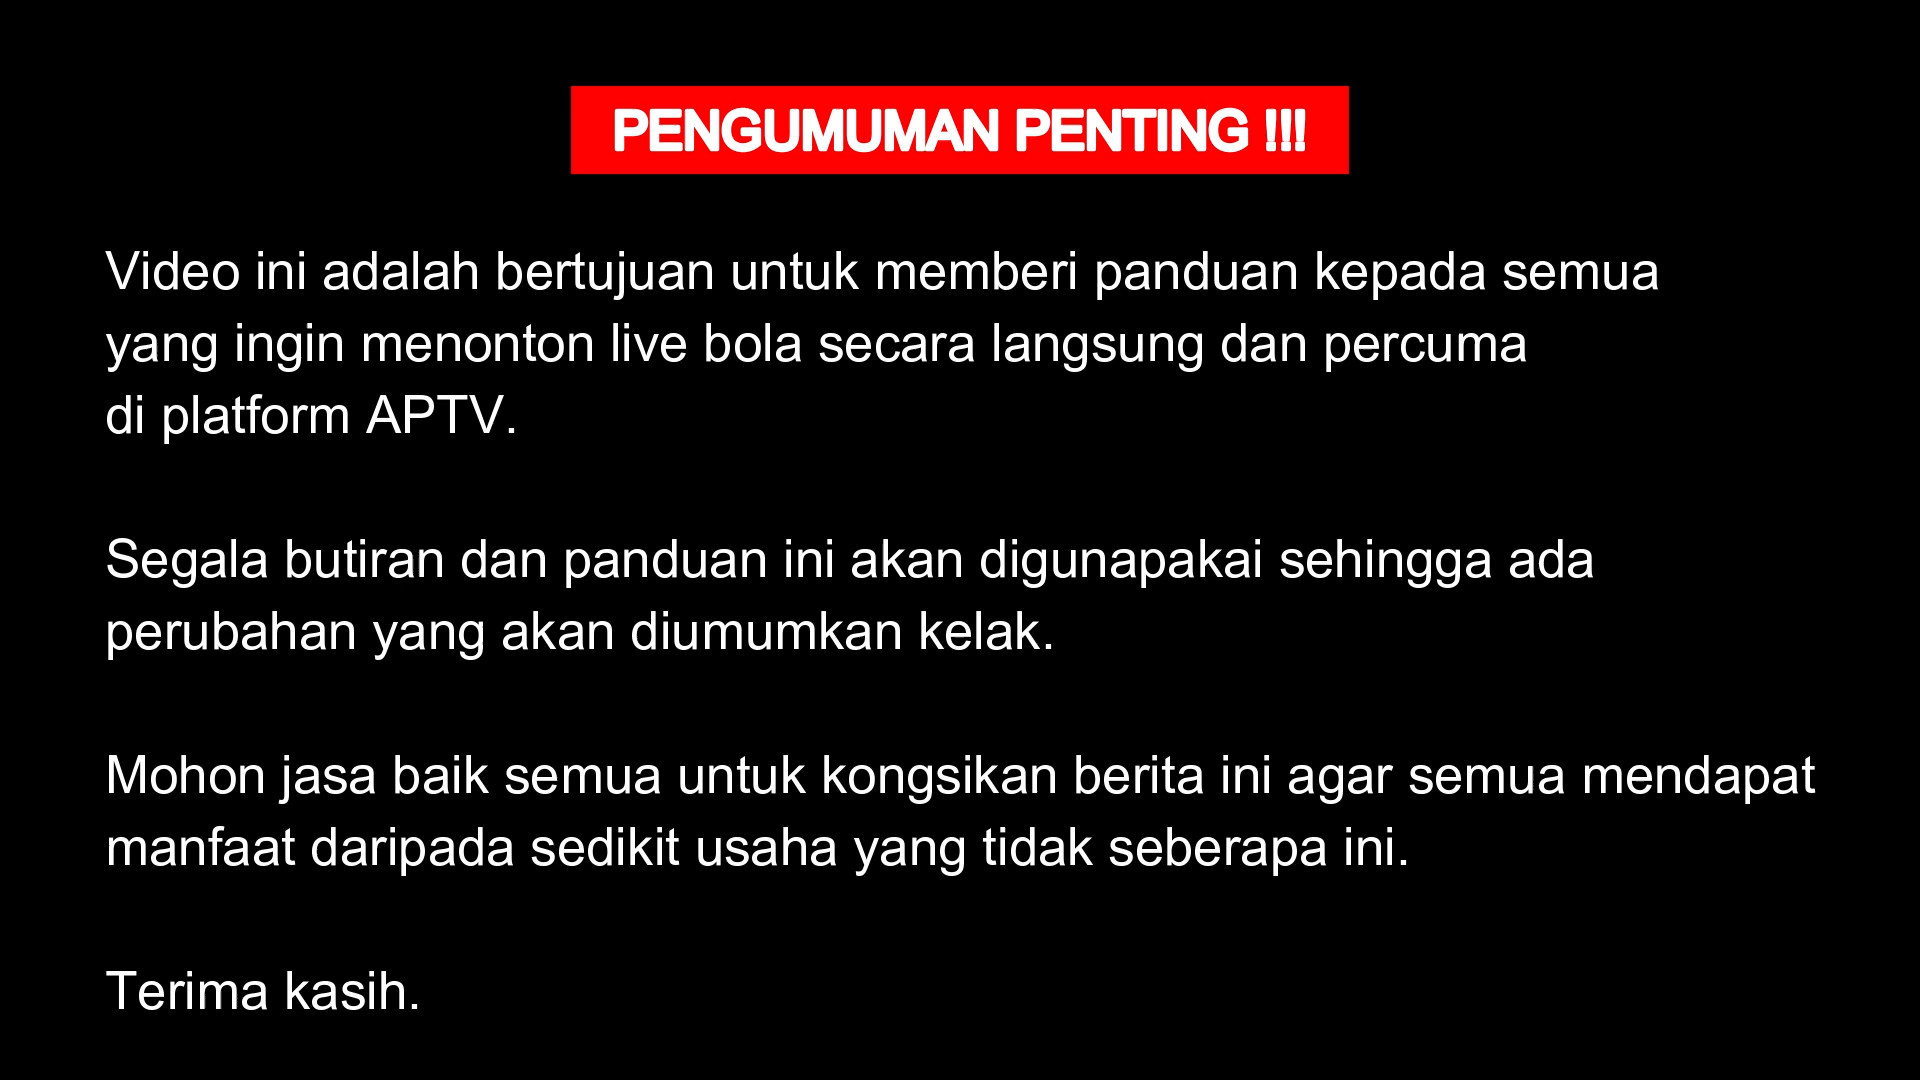 PENGUMUMAN PENTING !!!
Video ini adalah bertujuan untuk memberi panduan kepada semua
yang ingin menonton live bola secara langsung dan percuma
di platform APTV.
Segala butiran dan panduan ini akan digunapakai sehingga ada
perubahan yang akan diumumkan kelak.
Mohon jasa baik semua untuk kongsikan berita ini agar semua mendapat
manfaat daripada sedikit usaha yang tidak seberapa ini.
Terima kasih.